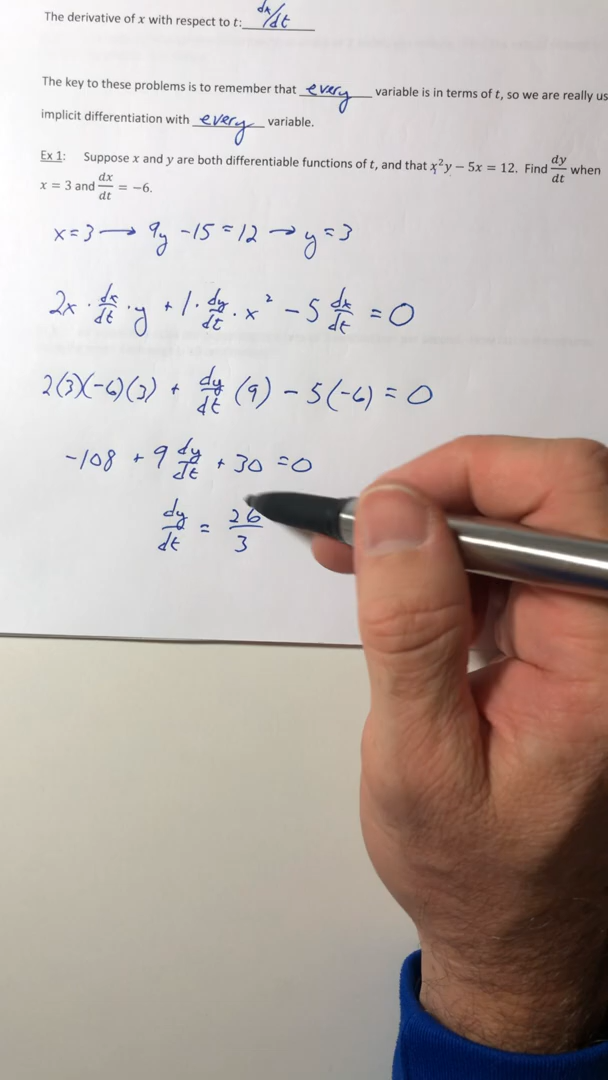 The derivative of x with respect to t: dx/dt
The key to these problems is to remember that every variable is in terms of t, so we are really us
implicit differentiation with every variable.
Ex 1: Suppose x and y are both differentiable functions of t, and that x²y − 5x = 12. Find dy/dt when
x = 3 and dx/dt = −6.
x=3 → 9y −15 = 12 → y = 3
2x · dx/dt · y + 1 · dy/dt · x² − 5 dx/dt = 0
2(3)(-6)(3) + dy/dt (9) − 5(-6) = 0
-108 + 9 dy/dt + 30 = 0
dy/dt = 26/3